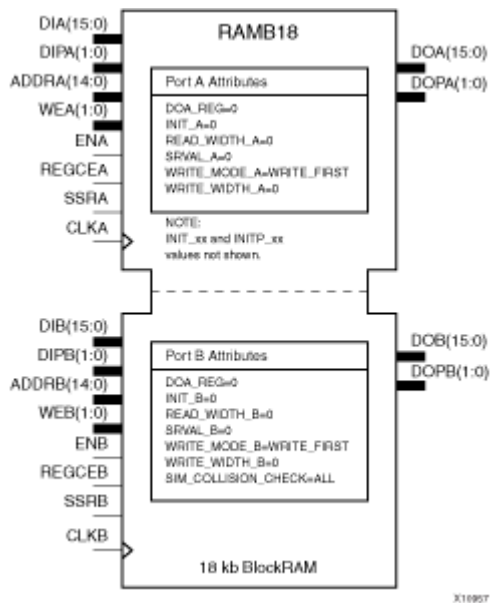 RAMB18
DIA(15:0)
DIPA(1:0)
ADDRA(14:0)
WEA(1:0)
ENA
REGCEA
SSRA
CLKA
DOA(15:0)
DOPA(1:0)
Port A Attributes
DOA_REG=0
INIT_A=0
READ_WIDTH_A=0
SRVAL_A=0
WRITE_MODE_A=WRITE_FIRST
WRITE_WIDTH_A=0
NOTE:
INIT_xx and INITP_xx
values not shown.
DIB(15:0)
DIPB(1:0)
ADDRB(14:0)
WEB(1:0)
ENB
REGCEB
SSRB
CLKB
DOB(15:0)
DOPB(1:0)
Port B Attributes
DOA_REG=0
INIT_B=0
READ_WIDTH_B=0
SRVAL_B=0
WRITE_MODE_B=WRITE_FIRST
WRITE_WIDTH_B=0
SIM_COLLISION_CHECK=ALL
18 kb BlockRAM
X10957